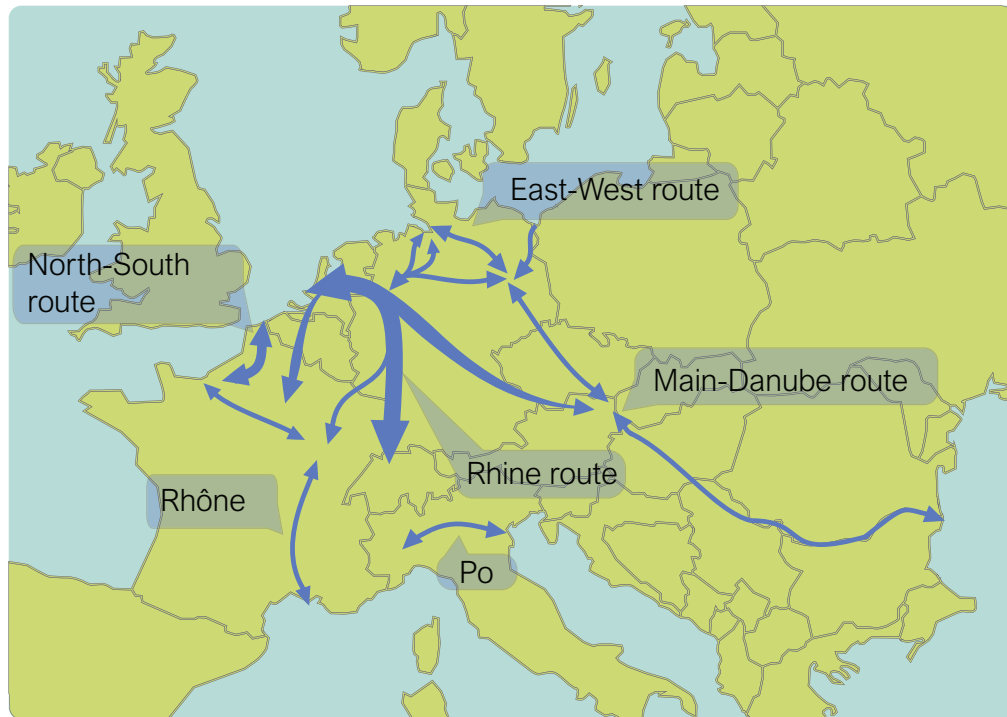 East-West route
North-South
route
Main-Danube route
Rhine route
Rhône
Po